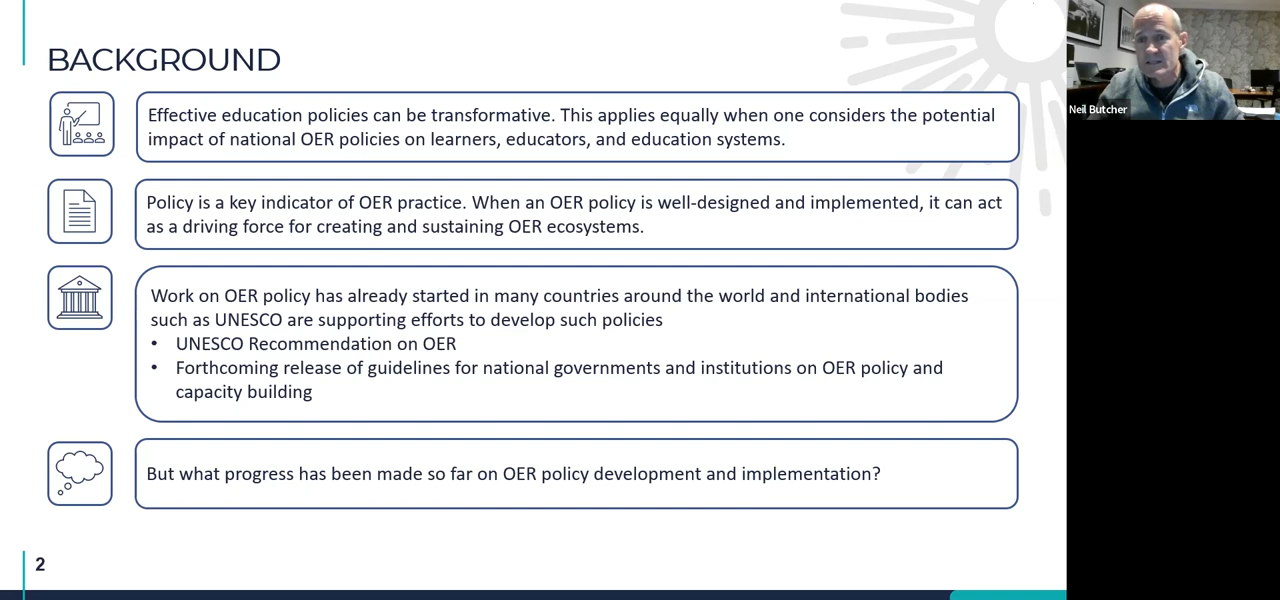 BACKGROUND
Effective education policies can be transformative. This applies equally when one considers the potential
impact of national OER policies on learners, educators, and education systems.
Policy is a key indicator of OER practice. When an OER policy is well-designed and implemented, it can act
as a driving force for creating and sustaining OER ecosystems.
Work on OER policy has already started in many countries around the world and international bodies
such as UNESCO are supporting efforts to develop such policies
• UNESCO Recommendation on OER
• Forthcoming release of guidelines for national governments and institutions on OER policy and
capacity building
But what progress has been made so far on OER policy development and implementation?
2
Neil Butcher